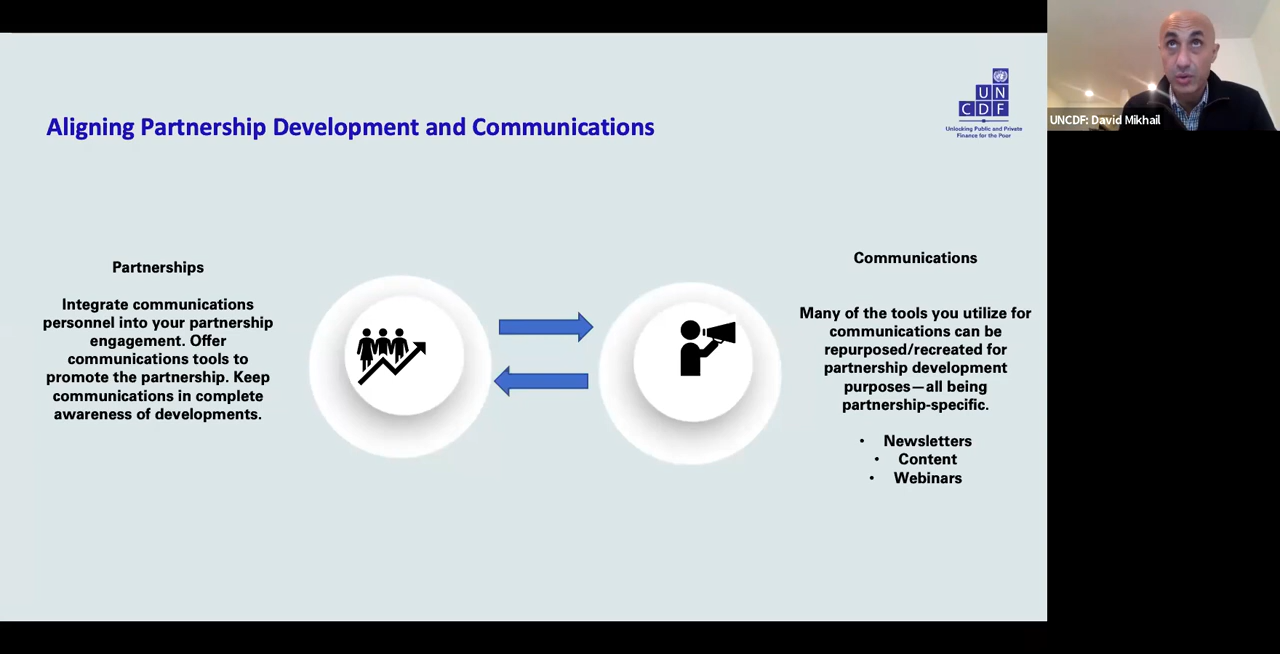 Aligning Partnership Development and Communications
UN
CDF
Unlocking Public and Private
Finance for the Poor
UNCDF: David Mikhail
Partnerships
Integrate communications
personnel into your partnership
engagement. Offer
communications tools to
promote the partnership. Keep
communications in complete
awareness of developments.
Communications
Many of the tools you utilize for
communications can be
repurposed/recreated for
partnership development
purposes—all being
partnership-specific.
• Newsletters
• Content
• Webinars